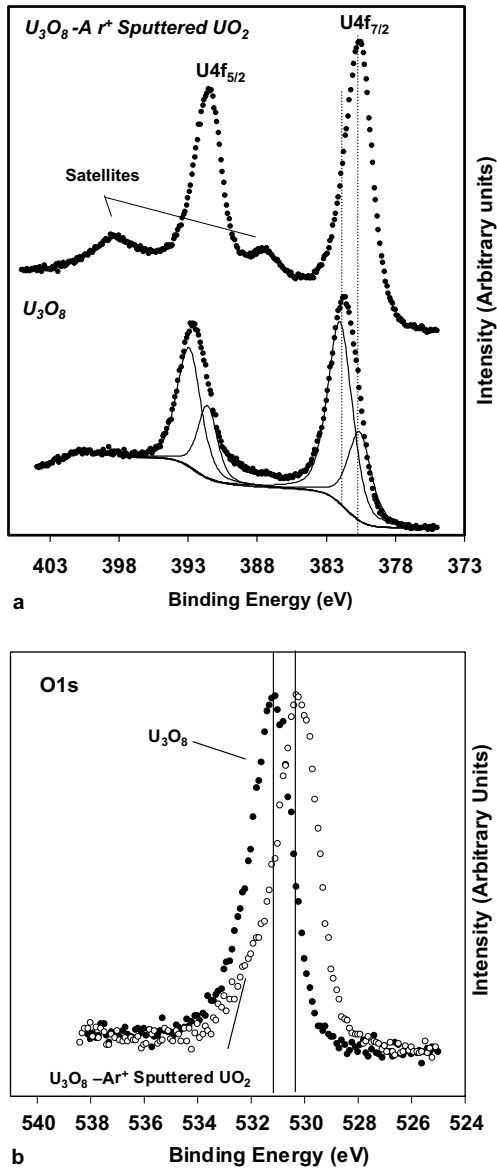 U₃O₈ -A r⁺ Sputtered UO₂
U4f₇/₂
U4f₅/₂
Satellites
U₃O₈
Intensity (Arbitrary units)
403 398 393 388 383 378 373
Binding Energy (eV)
a
O1s
U₃O₈
Intensity (Arbitrary Units)
U₃O₈ –Ar⁺ Sputtered UO₂
540 538 536 534 532 530 528 526 524
Binding Energy (eV)
b